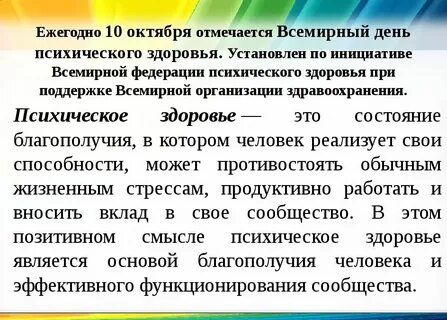 Ежегодно 10 октября отмечается Всемирный день
психического здоровья. Установлен по инициативе
Всемирной федерации психического здоровья при
поддержке Всемирной организации здравоохранения.
Психическое здоровье — это состояние
благополучия, в котором человек реализует свои
способности, может противостоять обычным
жизненным стрессам, продуктивно работать и
вносить вклад в свое сообщество. В этом
позитивном смысле психическое здоровье
является основой благополучия человека и
эффективного функционирования сообщества.